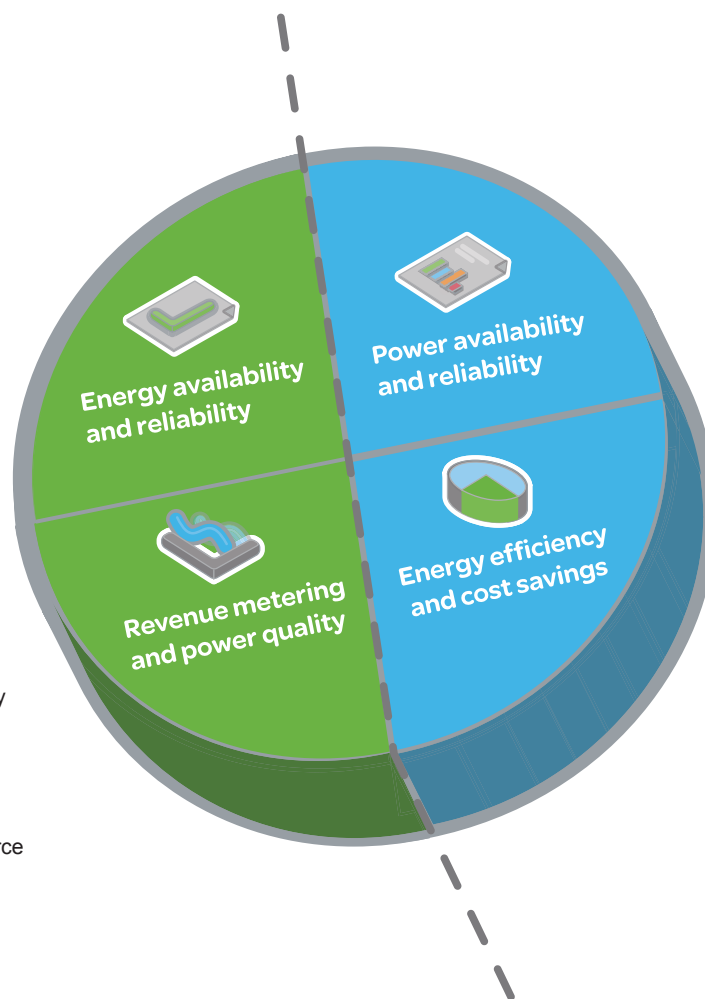 Energy availability
and reliability
Power availability
and reliability
Revenue metering
and power quality
Energy efficiency
and cost savings